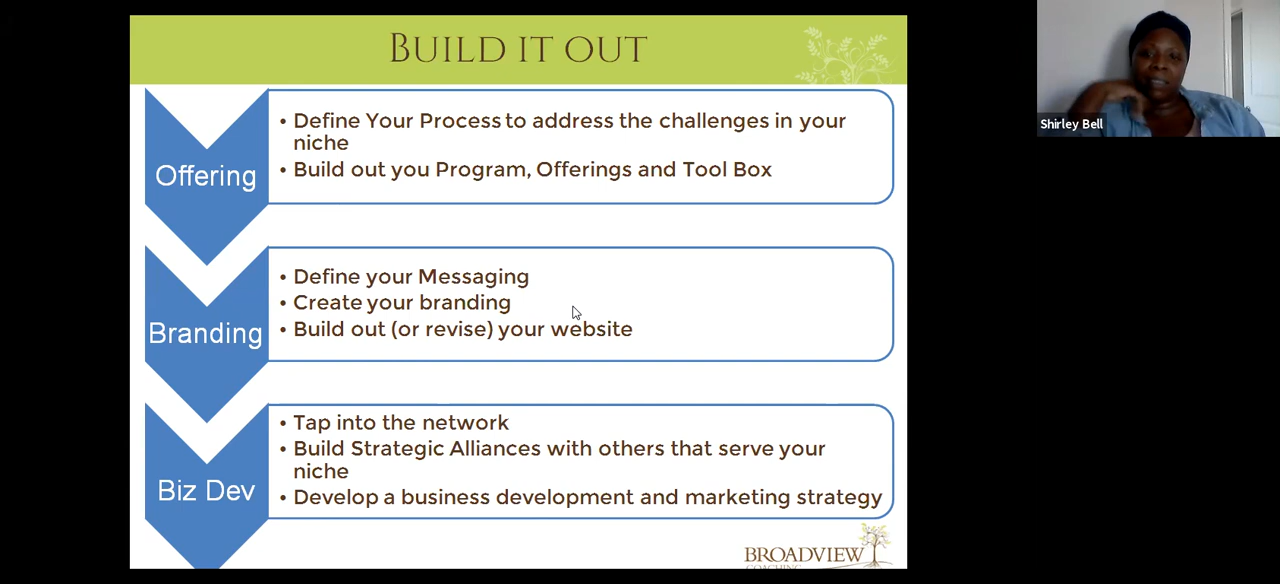 BUILD IT OUT
Shirley Bell
Offering
• Define Your Process to address the challenges in your
niche
• Build out you Program, Offerings and Tool Box
Branding
• Define your Messaging
• Create your branding
• Build out (or revise) your website
Biz Dev
• Tap into the network
• Build Strategic Alliances with others that serve your
niche
• Develop a business development and marketing strategy
BROADVIEW
COACHING